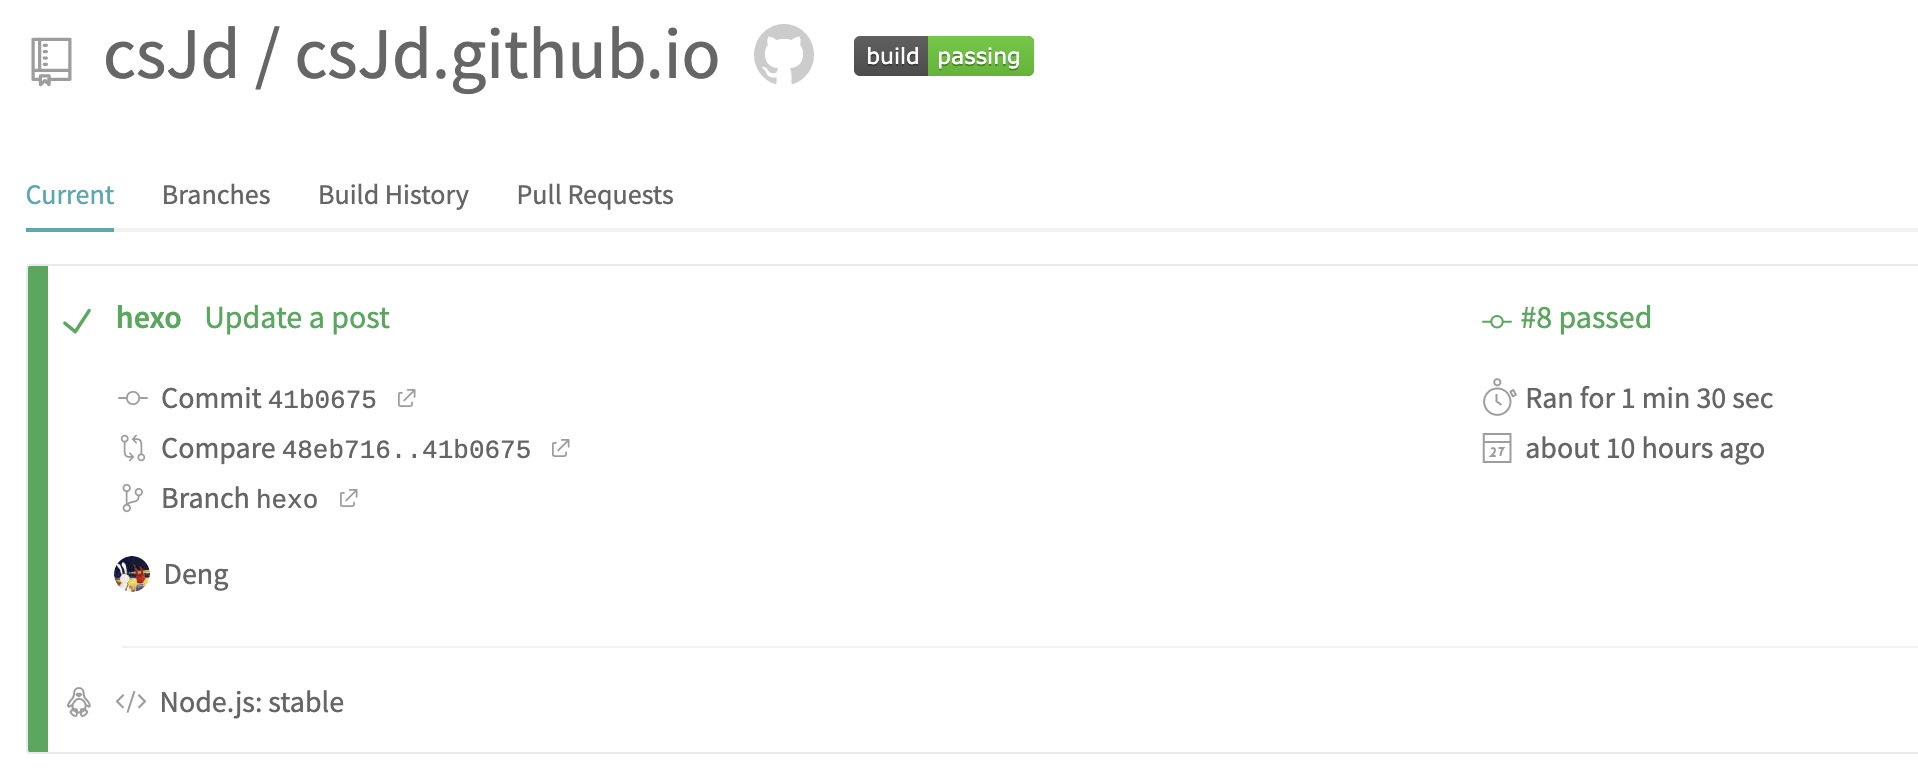 csJd / csJd.github.io build passing
Current Branches Build History Pull Requests
hexo Update a post
#8 passed
Commit 41b0675
Ran for 1 min 30 sec
Compare 48eb716..41b0675
27 about 10 hours ago
Branch hexo
Deng
</> Node.js: stable